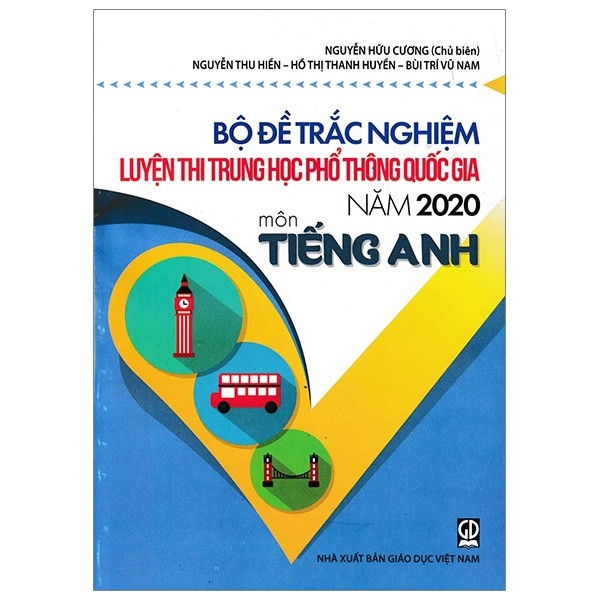 NGUYỄN HỮU CƯƠNG (Chủ biên)
NGUYỄN THU HIỀN – HỒ THỊ THANH HUYỀN – BÙI TRÍ VŨ NAM
BỘ ĐỀ TRẮC NGHIỆM
LUYỆN THI TRUNG HỌC PHỔ THÔNG QUỐC GIA
NĂM 2020
môn
TIẾNG ANH
GD
NHÀ XUẤT BẢN GIÁO DỤC VIỆT NAM